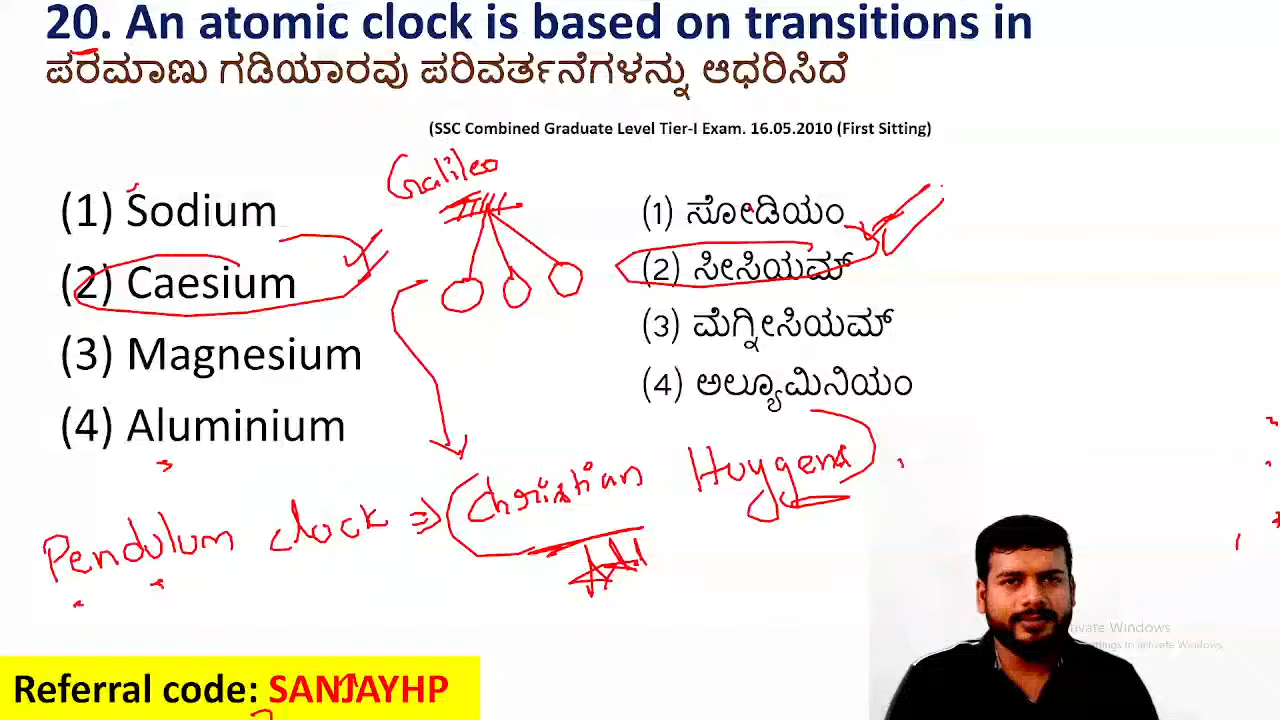 20. An atomic clock is based on transitions in
ಪರಮಾಣು ಗಡಿಯಾರವು ಪರಿವರ್ತನೆಗಳನ್ನು ಆಧರಿಸಿದೆ
(SSC Combined Graduate Level Tier-I Exam. 16.05.2010 (First Sitting)
Galileo
(1) Sodium
(2) Caesium
(3) Magnesium
(4) Aluminium
(1) ಸೋಡಿಯಂ
(2) ಸೀಸಿಯಮ್
(3) ಮೆಗ್ನೀಸಿಯಮ್
(4) ಅಲ್ಯೂಮಿನಿಯಂ
Pendulum clock ⇒ Christian Huygens
Referral code: SANJAYHP